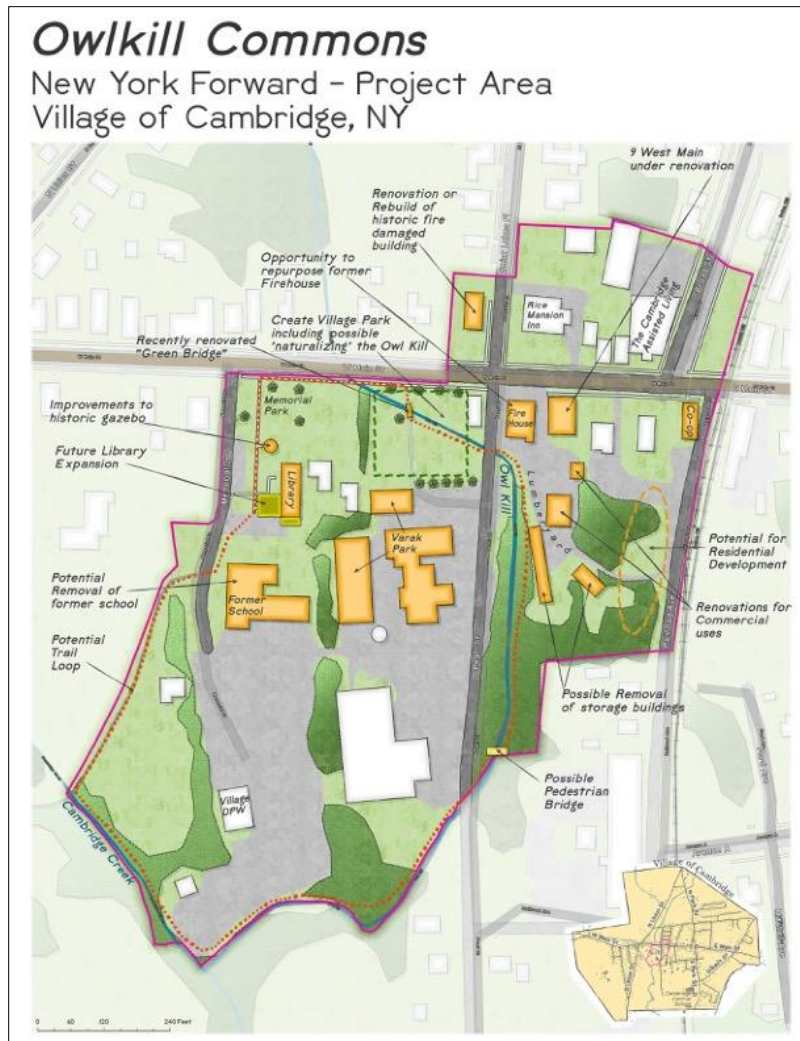 Owlkill Commons
New York Forward - Project Area
Village of Cambridge, NY
9 West Main
under renovation
Renovation or
Rebuild of
historic fire
damaged
building
Opportunity to
repurpose former
Firehouse
Create Village Park
including possible
'naturalizing' the Owl Kill
Recently renovated
"Green Bridge"
Rice
Mansion
Inn
The Cambridge
Assisted Living
W Main St
Memorial
Park
Improvements to
historic gazebo
Future Library
Expansion
Library
Fire
House
Co-op
Owl Kill
Lumberyard
Varak
Park
Potential for
Residential
Development
Potential
Removal of
former school
Former
School
Renovations for
Commercial
uses
Potential
Trail
Loop
Possible Removal
of storage buildings
Possible
Pedestrian
Bridge
Village
DPW
Cambridge Creek
Village of Cambridge
0
60
120
240 Feet